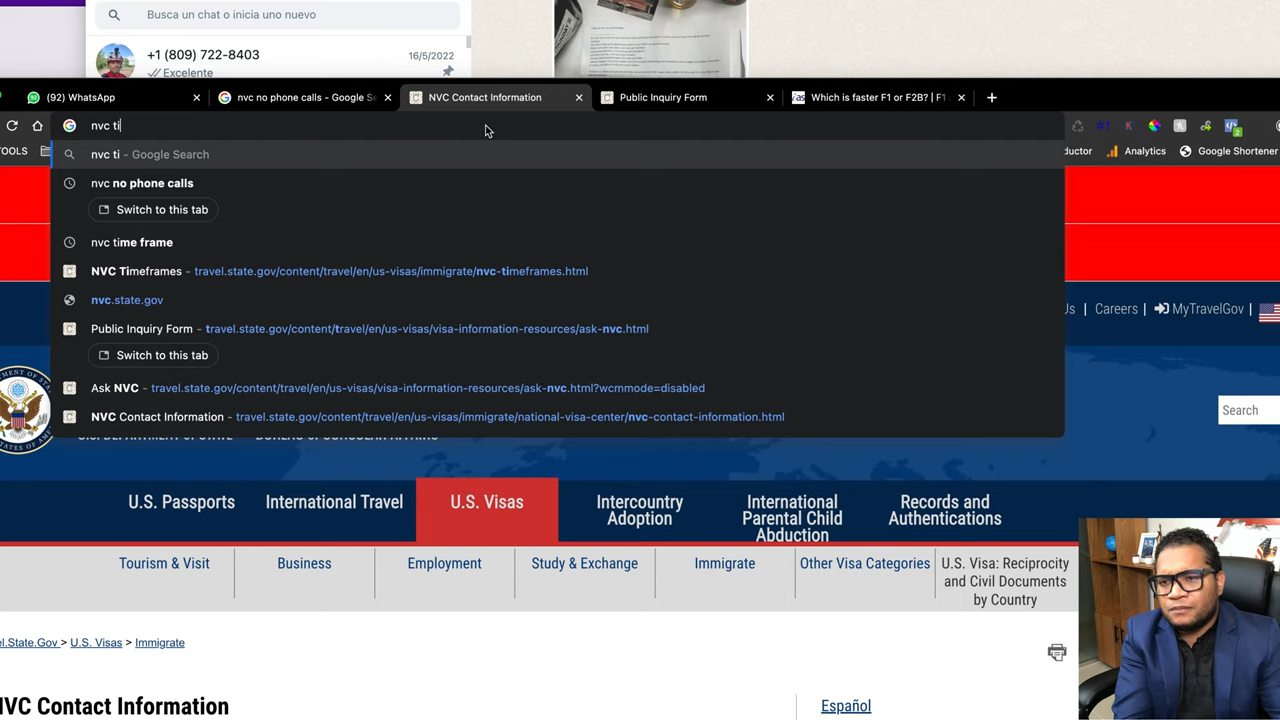 Busca un chat o inicia uno nuevo
+1 (809) 722-8403
16/5/2022
Excelente
(92) WhatsApp
nvc no phone calls - Google Se
NVC Contact Information
Public Inquiry Form
Which is faster F1 or F2B? | F1
nvc ti
OOLS
ductor
Analytics
Google Shortener
nvc ti - Google Search
nvc no phone calls
Switch to this tab
nvc time frame
NVC Timeframes - travel.state.gov/content/travel/en/us-visas/immigrate/nvc-timeframes.html
nvc.state.gov
Public Inquiry Form - travel.state.gov/content/travel/en/us-visas/visa-information-resources/ask-nvc.html
Switch to this tab
Ask NVC - travel.state.gov/content/travel/en/us-visas/visa-information-resources/ask-nvc.html?wcmmode=disabled
NVC Contact Information - travel.state.gov/content/travel/en/us-visas/immigrate/national-visa-center/nvc-contact-information.html
Us
Careers
MyTravelGov
Search
U.S. Passports
International Travel
U.S. Visas
Intercountry
Adoption
International
Parental Child
Abduction
Records and
Authentications
Tourism & Visit
Business
Employment
Study & Exchange
Immigrate
Other Visa Categories
U.S. Visa: Reciprocity
and Civil Documents
by Country
el.State.Gov > U.S. Visas > Immigrate
NVC Contact Information
Español